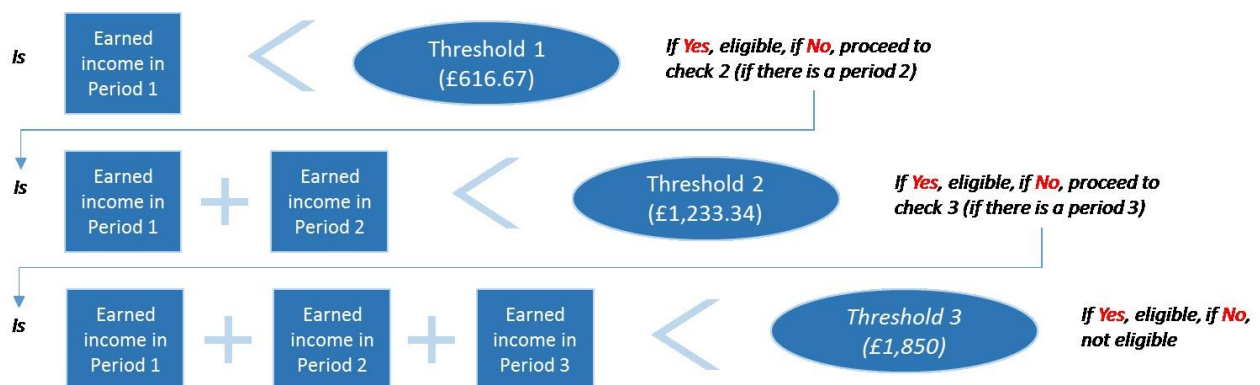 Is
Earned
income in
Period 1
<
Threshold 1
(£616.67)
If Yes, eligible, if No, proceed to
check 2 (if there is a period 2)
Is
Earned
income in
Period 1
+
Earned
income in
Period 2
<
Threshold 2
(£1,233.34)
If Yes, eligible, if No, proceed to
check 3 (if there is a period 3)
Is
Earned
income in
Period 1
+
Earned
income in
Period 2
+
Earned
income in
Period 3
<
Threshold 3
(£1,850)
If Yes, eligible, if No,
not eligible